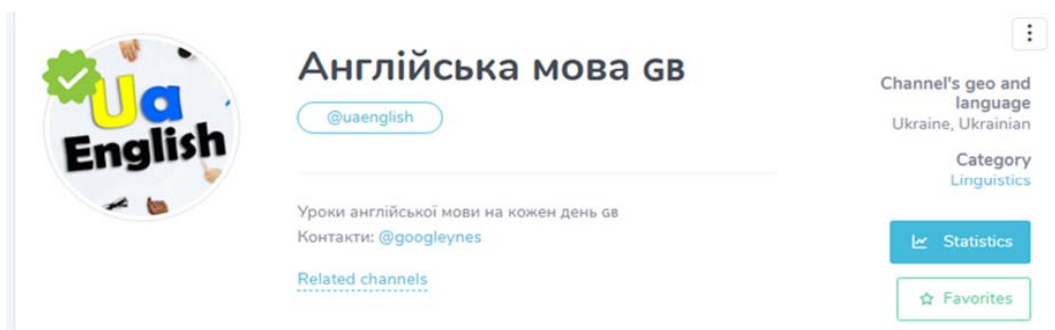 Ua
English
Англійська мова GB
@uaenglish
Уроки англійської мови на кожен день GB
Контакти: @googleynes
Related channels
Channel's geo and
language
Ukraine, Ukrainian
Category
Linguistics
Statistics
Favorites